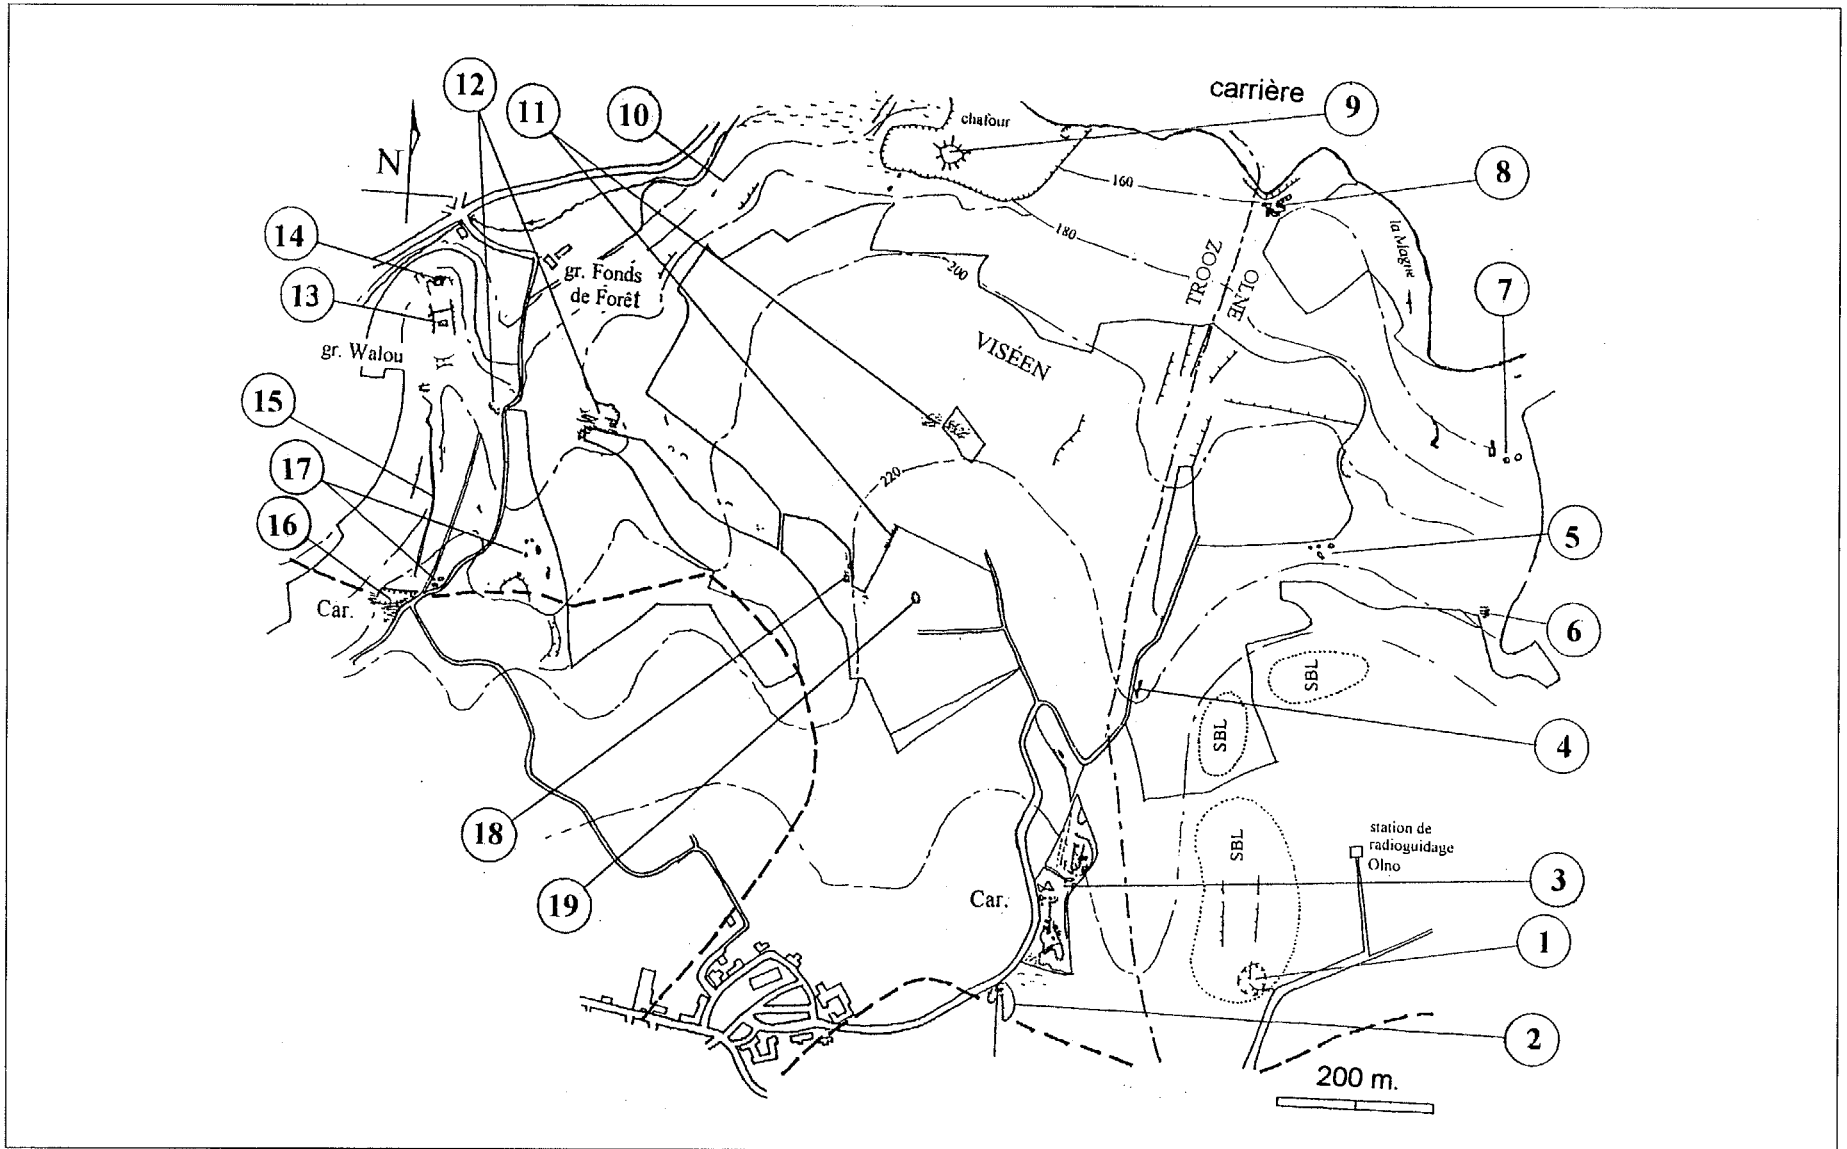 carrière
12
11
10
9
chafour
N
8
160
14
180
la Magne
TROOZ
OLNE
gr. Fonds
de Forêt
200
7
13
gr. Walou
VISÉEN
15
17
220
16
5
Car.
6
SBL
SBL
4
18
SBL
station de
radioguidage
Olno
19
Car.
3
1
2
200 m.